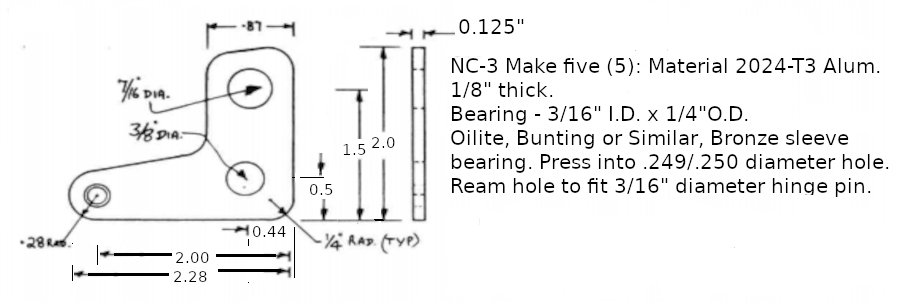 .87
0.125"
NC-3 Make five (5): Material 2024-T3 Alum.
1/8" thick.
Bearing - 3/16" I.D. x 1/4"O.D.
Oilite, Bunting or Similar, Bronze sleeve
bearing. Press into .249/.250 diameter hole.
Ream hole to fit 3/16" diameter hinge pin.
7/16" DIA.
3/8" DIA.
1.5
2.0
0.5
.28 RAD.
0.44
1/4" RAD. (TYP)
2.00
2.28